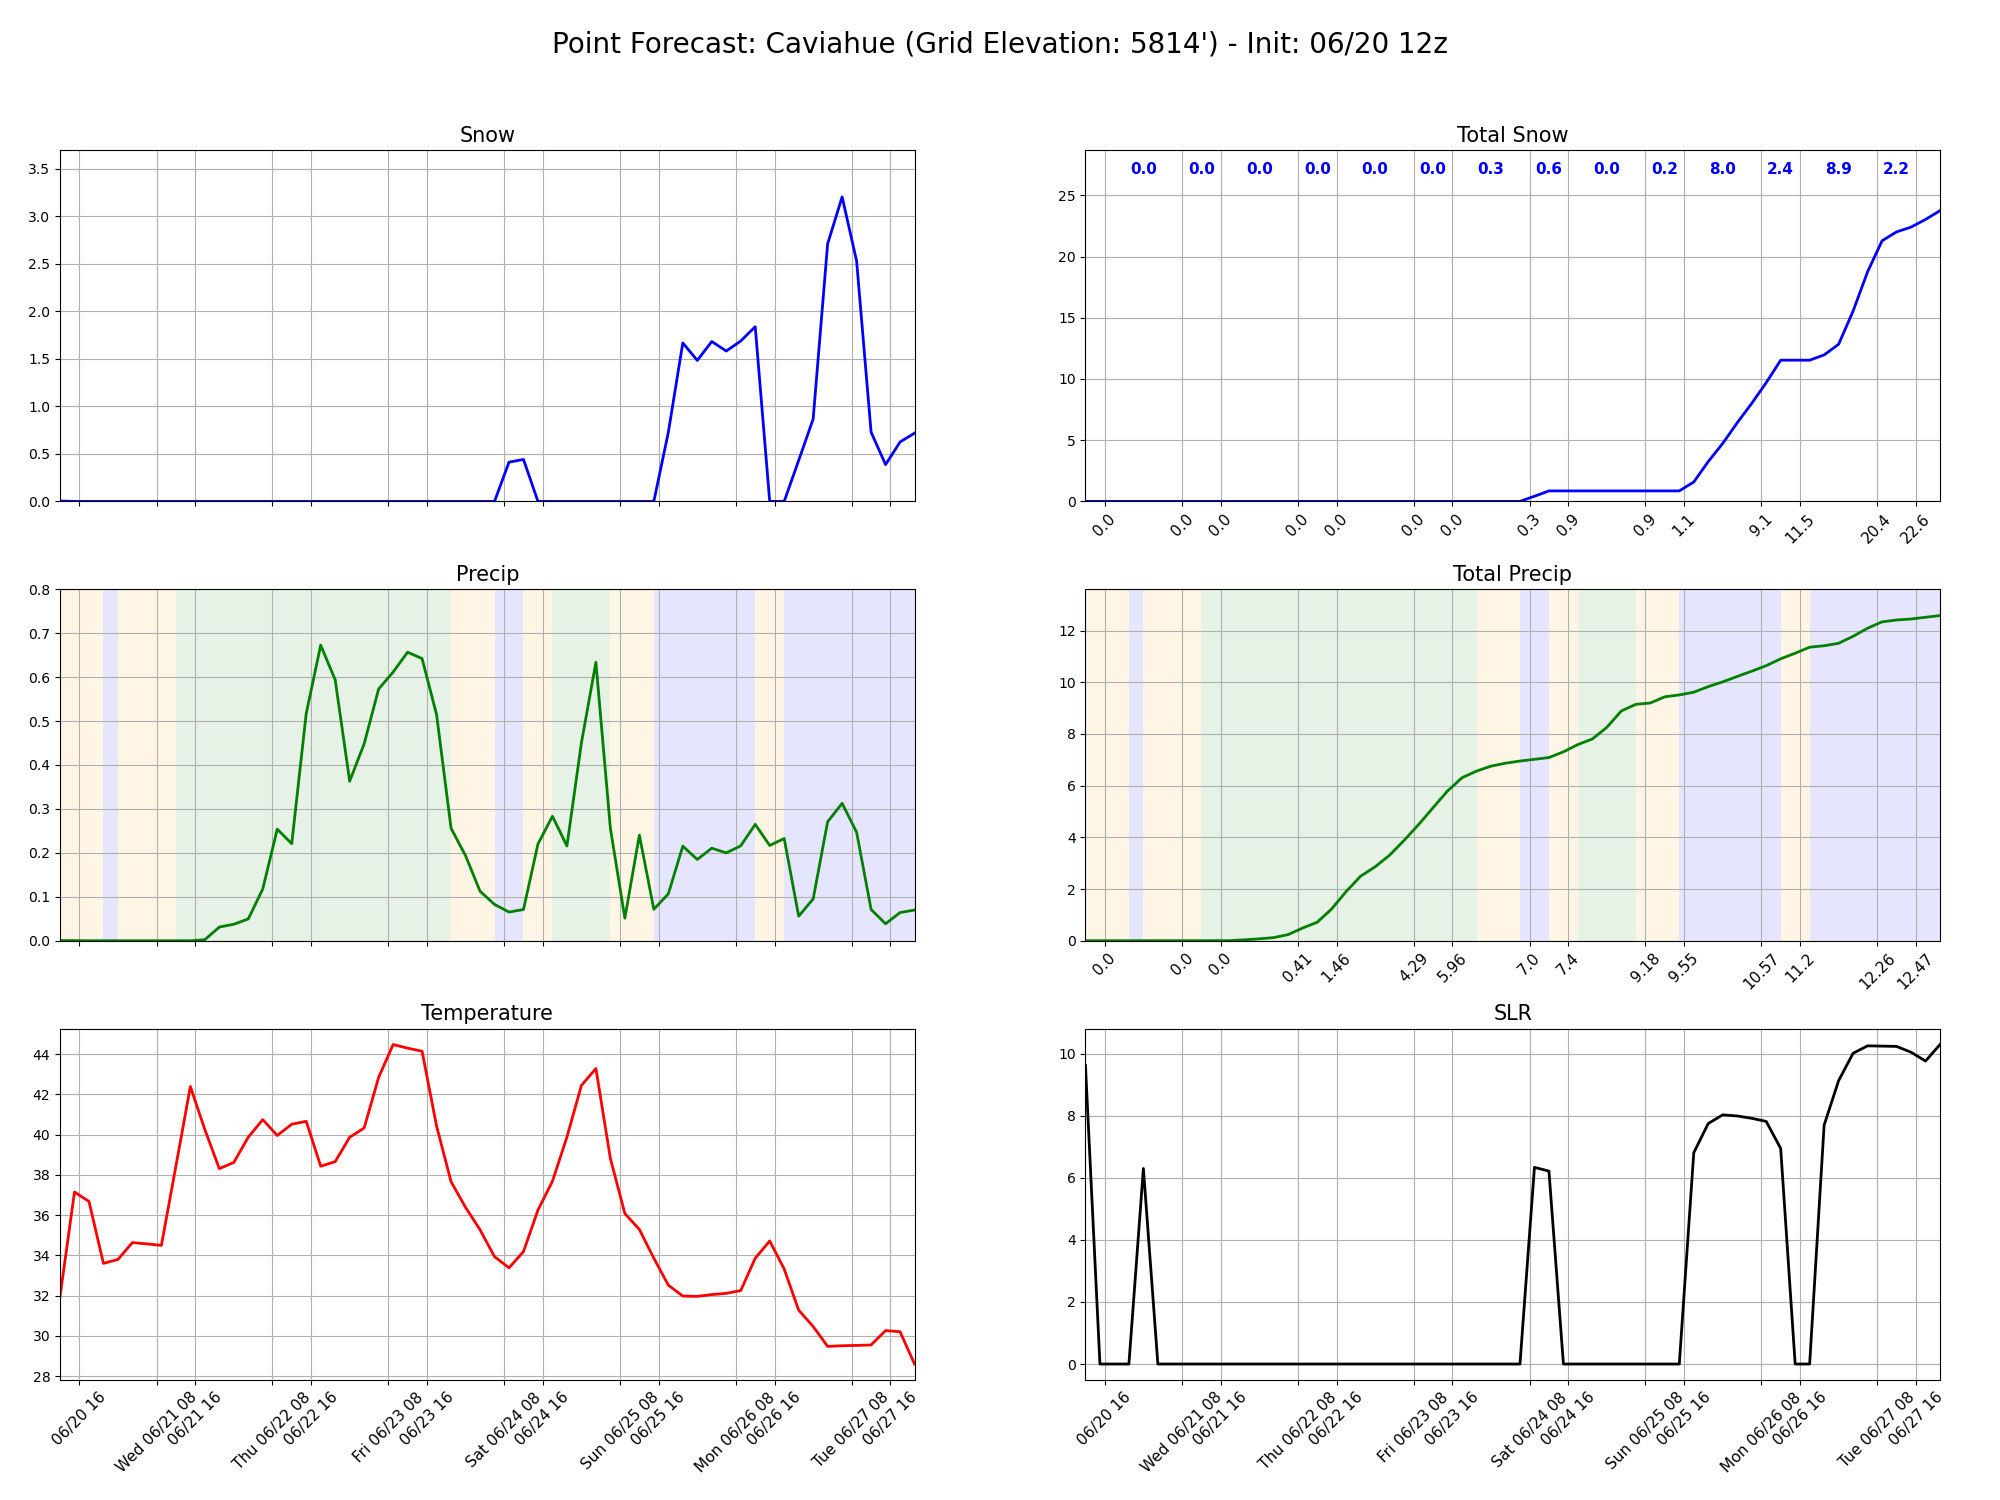 Point Forecast: Caviahue (Grid Elevation: 5814') - Init: 06/20 12z
Snow
3.5
3.0
2.5
2.0
1.5
1.0
0.5
0.0
Total Snow
0.0 0.0 0.0 0.0 0.0 0.0 0.3 0.6 0.0 0.2 8.0 2.4 8.9 2.2
25
20
15
10
5
0
0.0 0.0 0.0 0.0 0.0 0.0 0.0 0.3 0.9 0.9 1.1 9.1 11.5 20.4 22.6
Precip
0.8
0.7
0.6
0.5
0.4
0.3
0.2
0.1
0.0
Total Precip
12
10
8
6
4
2
0
0.0 0.0 0.0 0.41 1.46 4.29 5.96 7.0 7.4 9.18 9.55 10.57 11.2 12.26 12.47
Temperature
44
42
40
38
36
34
32
30
28
06/20 16
Wed 06/21 08
06/21 16
Thu 06/22 08
06/22 16
Fri 06/23 08
06/23 16
Sat 06/24 08
06/24 16
Sun 06/25 08
06/25 16
Mon 06/26 08
06/26 16
Tue 06/27 08
06/27 16
SLR
10
8
6
4
2
0
06/20 16
Wed 06/21 08
06/21 16
Thu 06/22 08
06/22 16
Fri 06/23 08
06/23 16
Sat 06/24 08
06/24 16
Sun 06/25 08
06/25 16
Mon 06/26 08
06/26 16
Tue 06/27 08
06/27 16